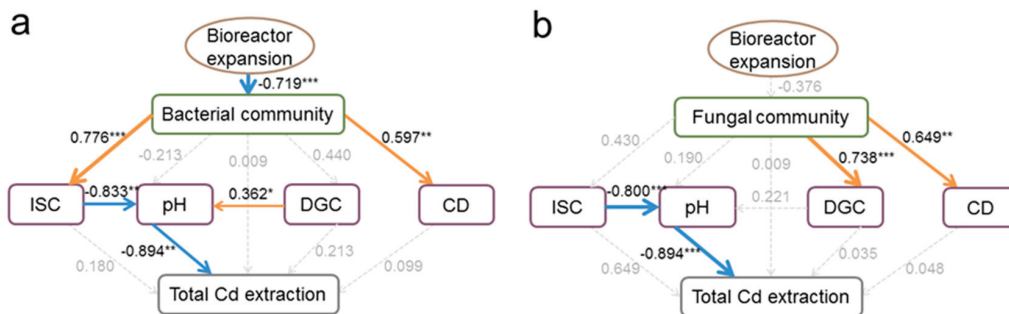 a
Bioreactor
expansion
-0.719***
Bacterial community
0.776***
-0.213
0.009
0.440
0.597**
ISC
-0.833**
pH
0.362*
DGC
CD
0.180
-0.894**
0.213
0.099
Total Cd extraction
b
Bioreactor
expansion
-0.376
Fungal community
0.430
0.190
0.009
0.738***
0.649**
ISC
-0.800***
pH
0.221
DGC
CD
0.649
-0.894***
0.035
0.048
Total Cd extraction